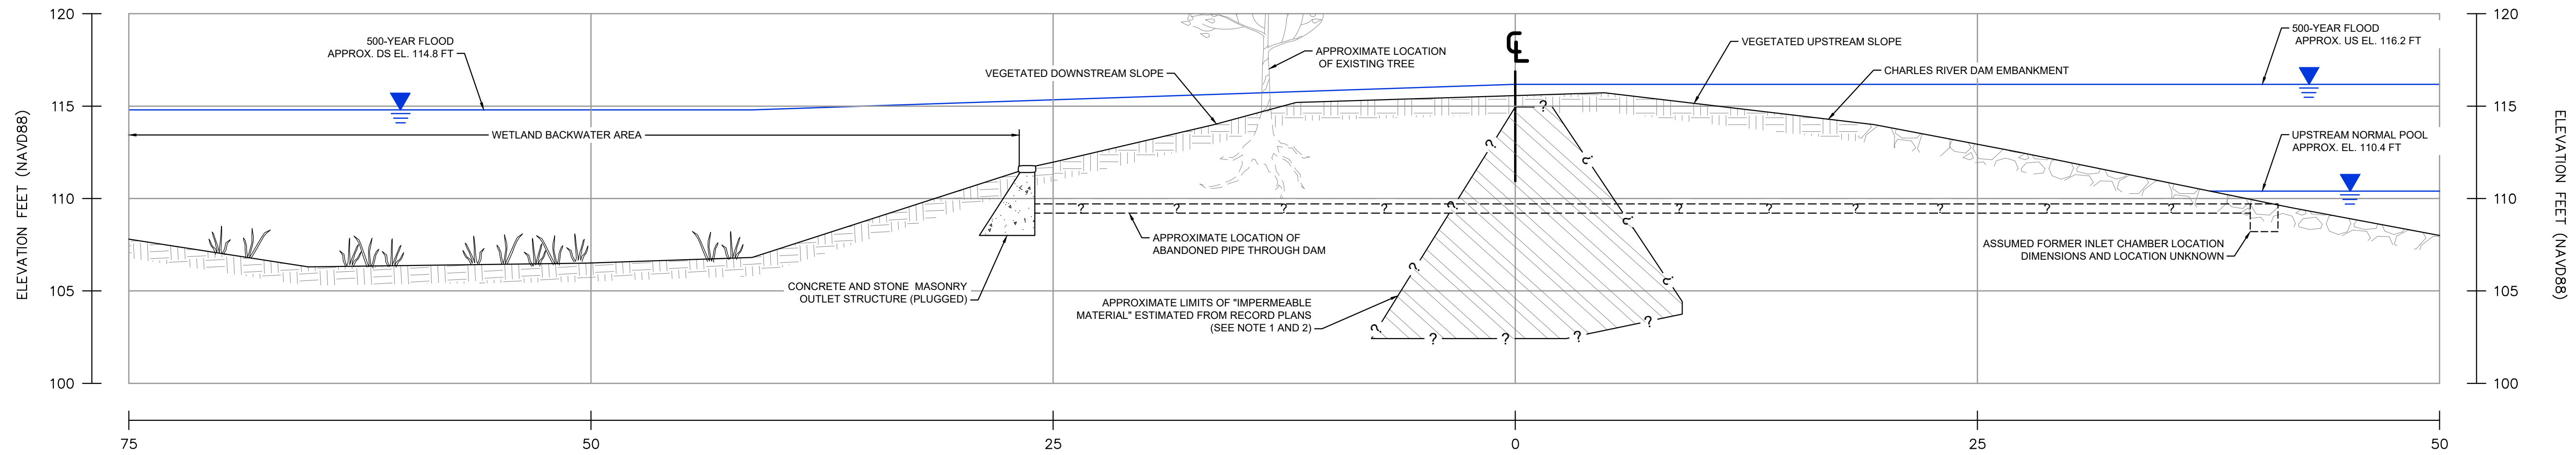 120
115
110
105
100
ELEVATION FEET (NAVD88)
500-YEAR FLOOD
APPROX. DS EL. 114.8 FT
WETLAND BACKWATER AREA
VEGETATED DOWNSTREAM SLOPE
APPROXIMATE LOCATION
OF EXISTING TREE
CL
VEGETATED UPSTREAM SLOPE
CHARLES RIVER DAM EMBANKMENT
500-YEAR FLOOD
APPROX. US EL. 116.2 FT
UPSTREAM NORMAL POOL
APPROX. EL. 110.4 FT
? ? ? ? ? ? ? ? ? ? ?
? ? ? ? ? ? ? ? ? ? ? ?
CONCRETE AND STONE MASONRY
OUTLET STRUCTURE (PLUGGED)
APPROXIMATE LOCATION OF
ABANDONED PIPE THROUGH DAM
APPROXIMATE LIMITS OF "IMPERMEABLE
MATERIAL" ESTIMATED FROM RECORD PLANS
(SEE NOTE 1 AND 2)
ASSUMED FORMER INLET CHAMBER LOCATION
DIMENSIONS AND LOCATION UNKNOWN
120
115
110
105
100
ELEVATION FEET (NAVD88)
75 50 25 0 25 50